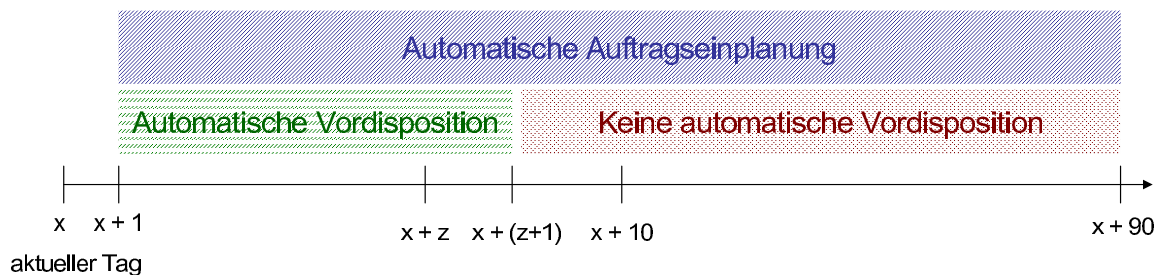 Automatische Auftragseinplanung
Automatische Vordisposition Keine automatische Vordisposition
x x + 1 x + z x + (z+1) x + 10 x + 90
aktueller Tag